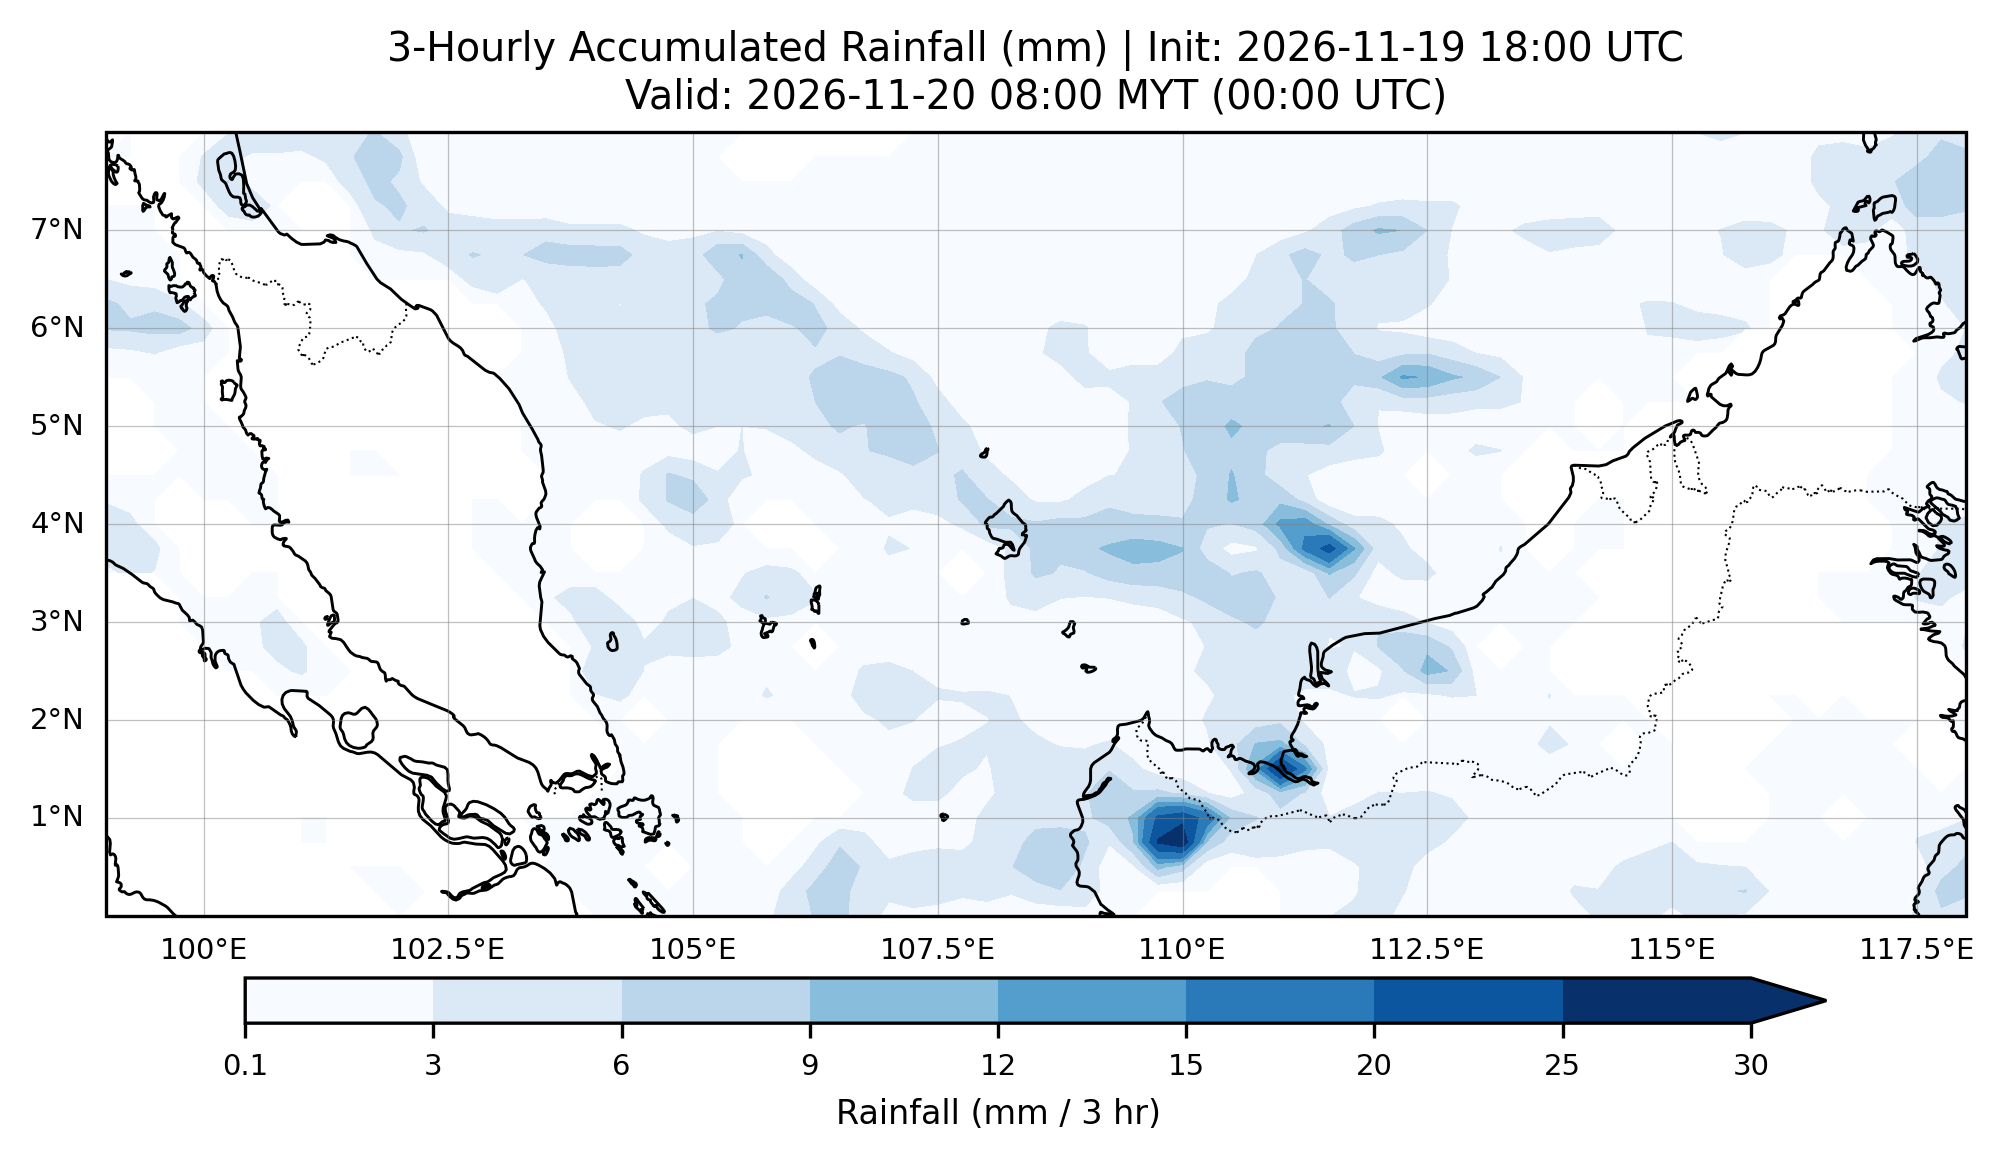 3-Hourly Accumulated Rainfall (mm) | Init: 2026-11-19 18:00 UTC
Valid: 2026-11-20 08:00 MYT (00:00 UTC)
7°N
6°N
5°N
4°N
3°N
2°N
1°N
100°E 102.5°E 105°E 107.5°E 110°E 112.5°E 115°E 117.5°E
0.1 3 6 9 12 15 20 25 30
Rainfall (mm / 3 hr)